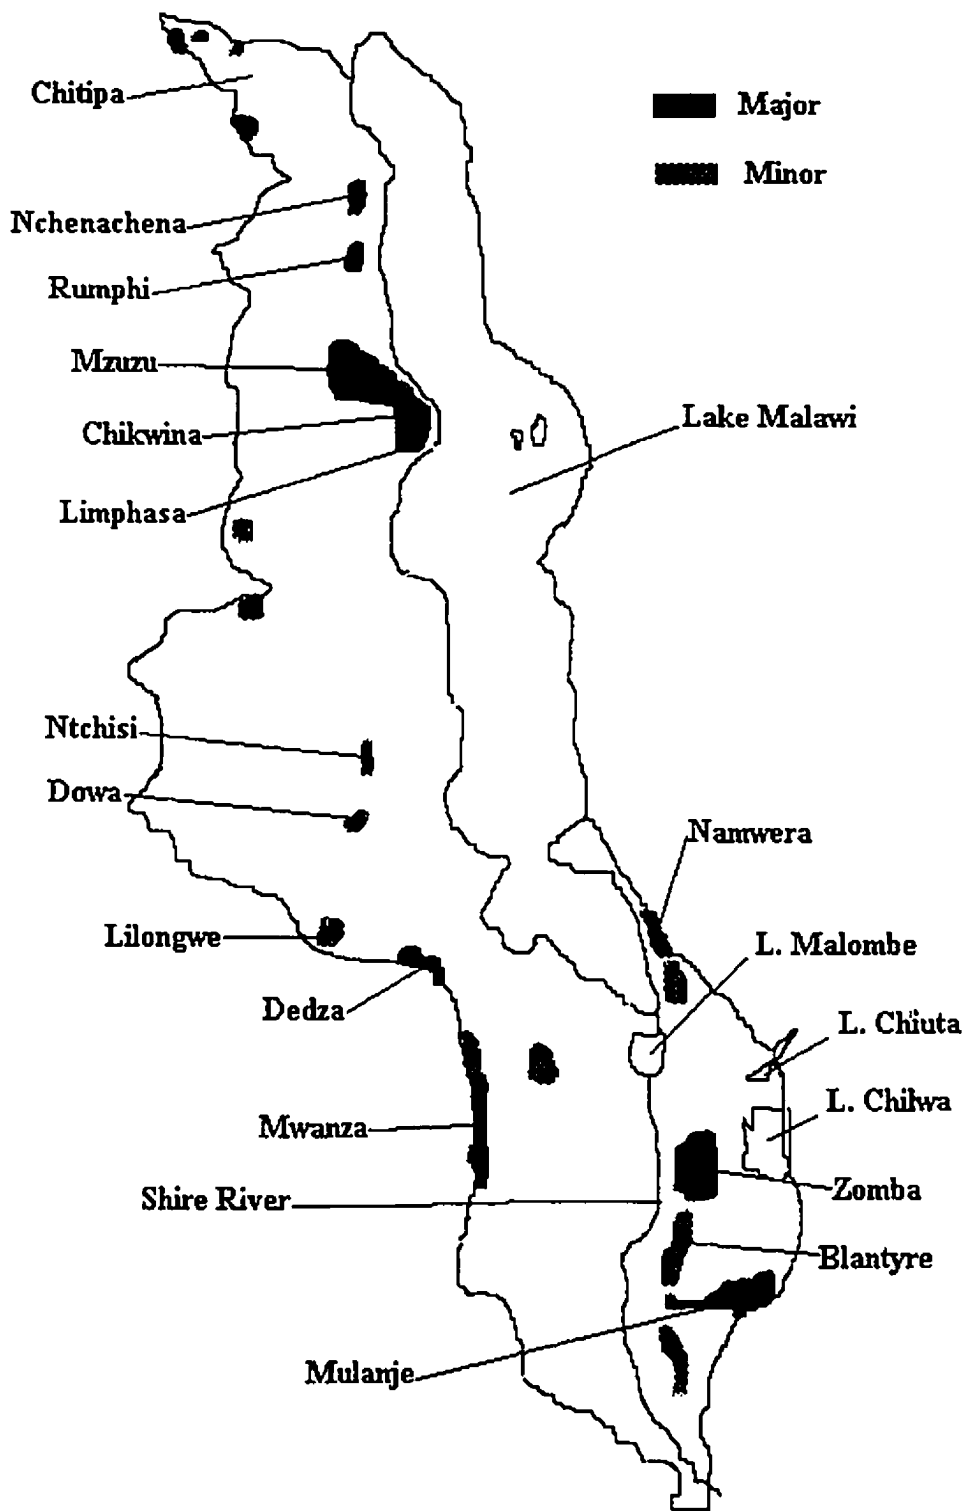 Chitipa
Major
Minor
Nchenachena
Rumphi
Mzuzu
Chikwina
Lake Malawi
Limphasa
Ntchisi
Dowa
Namwera
Lilongwe
L. Malombe
Dedza
L. Chiuta
L. Chilwa
Mwanza
Zomba
Shire River
Blantyre
Mulanje